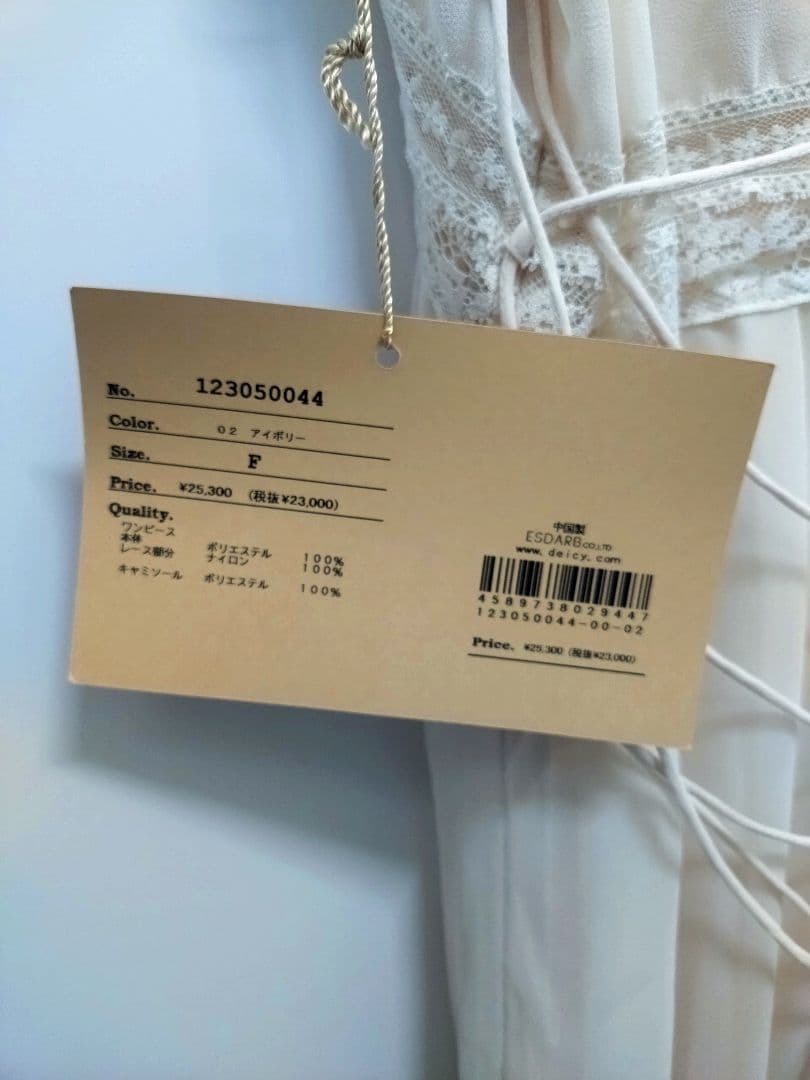 No. 123050044
Color. 02 アイボリー
Size. F
Price. ¥25,300 (税抜¥23,000)
Quality.
ワンピース
本体 ポリエステル 100%
レース部分 ナイロン 100%
キャミソール ポリエステル 100%
中国製
ESDARB.CO.,LTD
www.deicy.com
4589738029447
123050044-00-02
Price. ¥25,300 (税抜¥23,000)